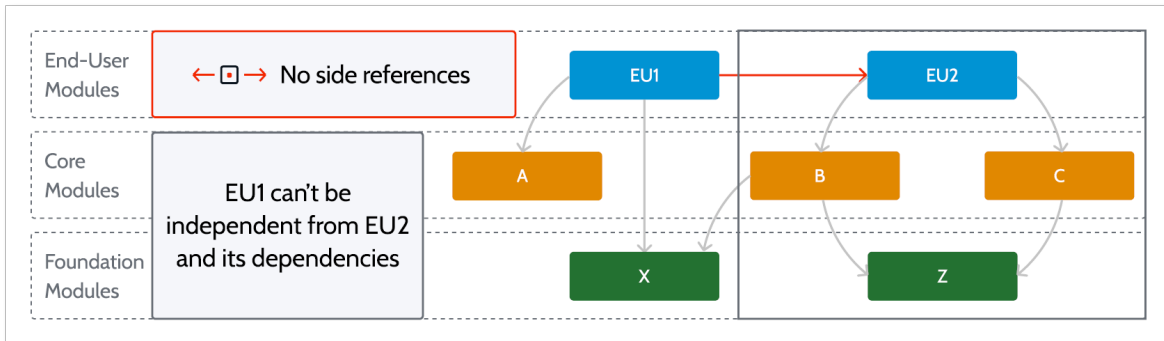 End-User
Modules
No side references
EU1
EU2
Core
Modules
A
B
C
EU1 can't be
independent from EU2
and its dependencies
Foundation
Modules
X
Z